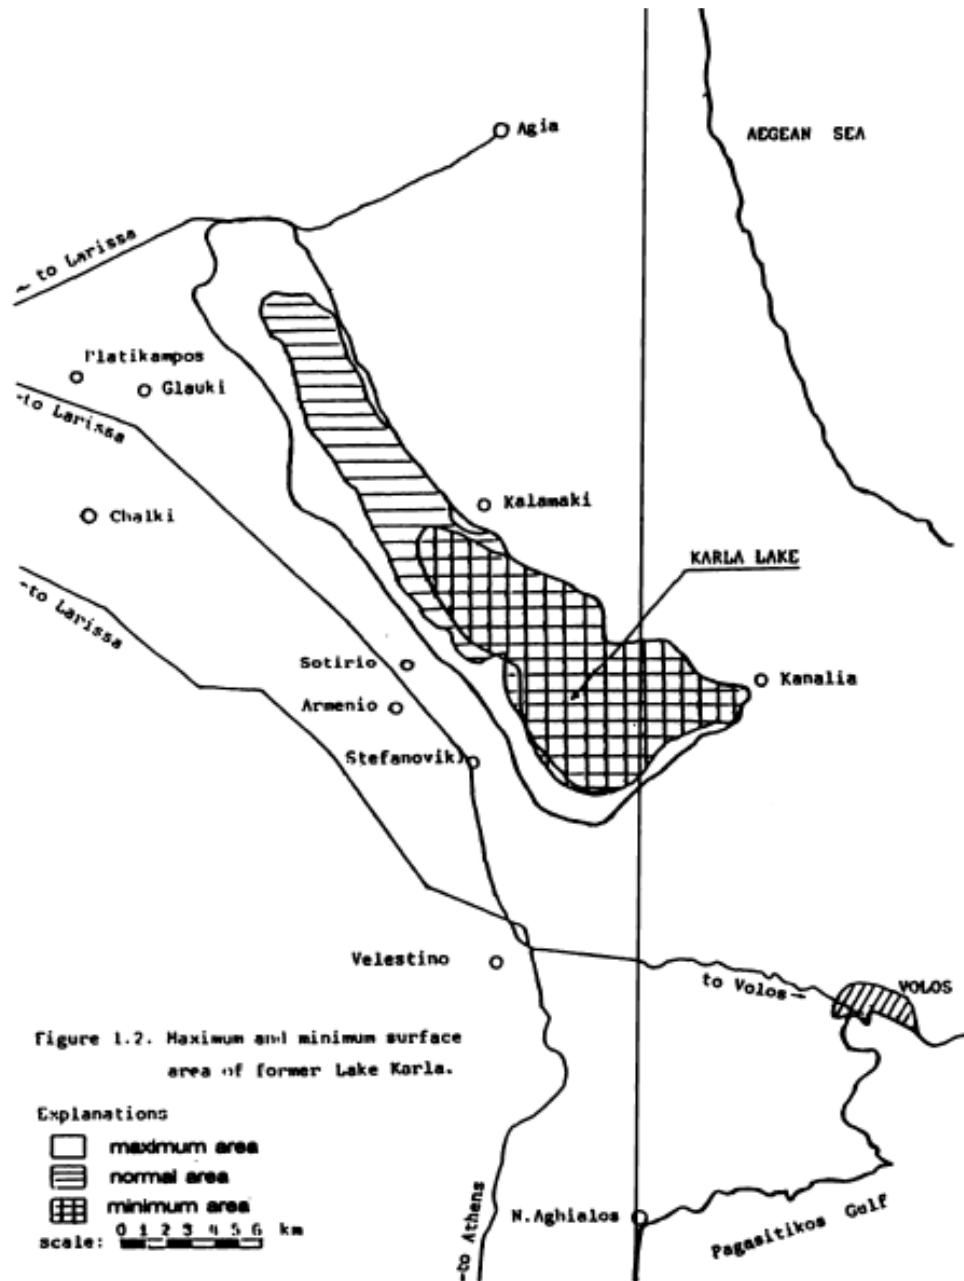 Agia
AEGEAN SEA
~ to Larissa
Platikampos
Glauki
-to Larissa
Kalamaki
Chalki
KARLA LAKE
-to Larissa
Sotirio
Kanalia
Armenio
Stefanoviki
Velestino
to Volos→
VOLOS
Figure 1.2. Maximum and minimum surface
area of former Lake Karla.
Explanations
maximum area
normal area
minimum area
0 1 2 3 4 5 6 km
scale:
-to Athens
N.Aghialos
Pagasitikos Gulf